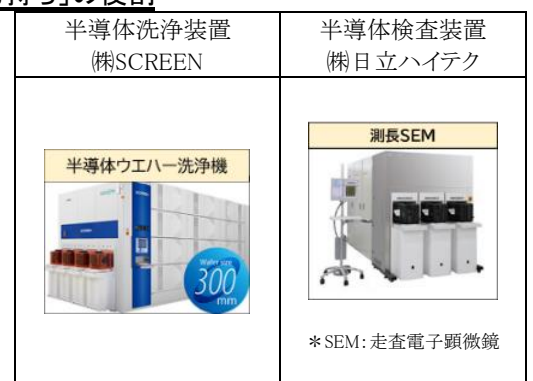 半導体洗浄装置
㈱SCREEN
半導体検査装置
㈱日立ハイテク
半導体ウエハー洗浄機
Wafer size
300
mm
測長SEM
＊SEM：走査電子顕微鏡